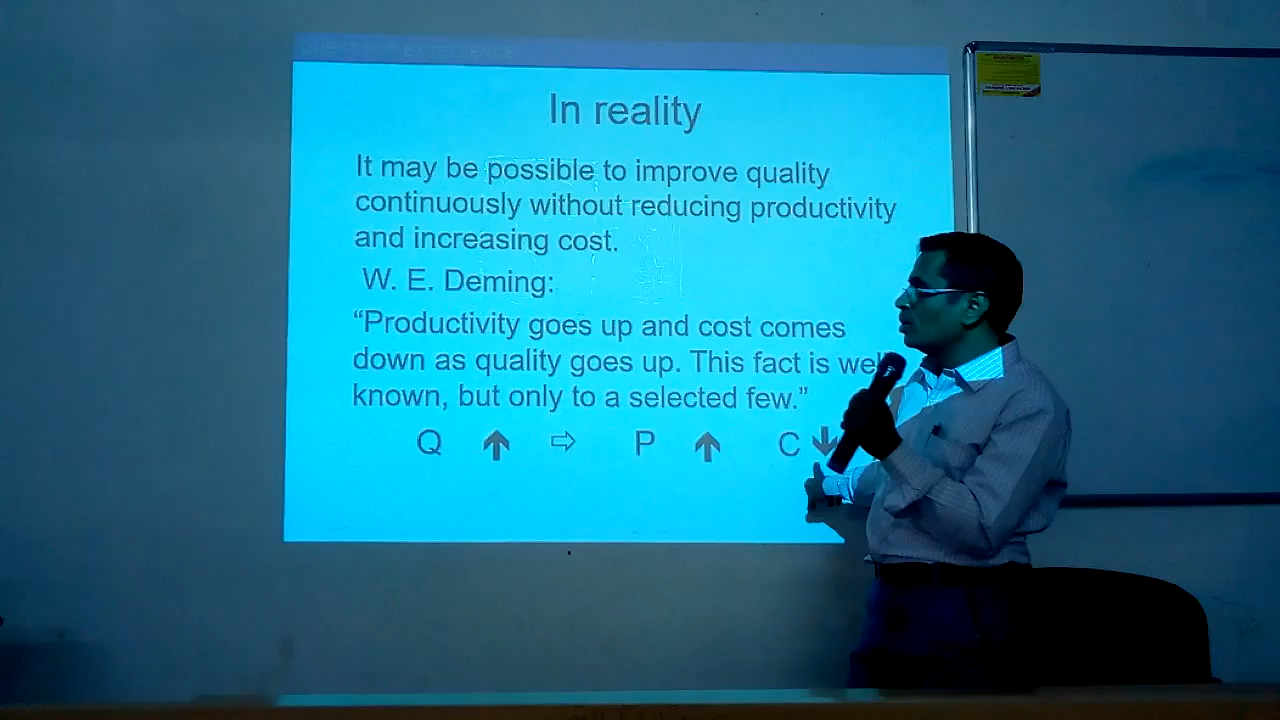 In reality
It may be possible to improve quality
continuously without reducing productivity
and increasing cost.
W. E. Deming:
“Productivity goes up and cost comes
down as quality goes up. This fact is well
known, but only to a selected few.”
Q ↑ ⇨ P ↑ C ↓